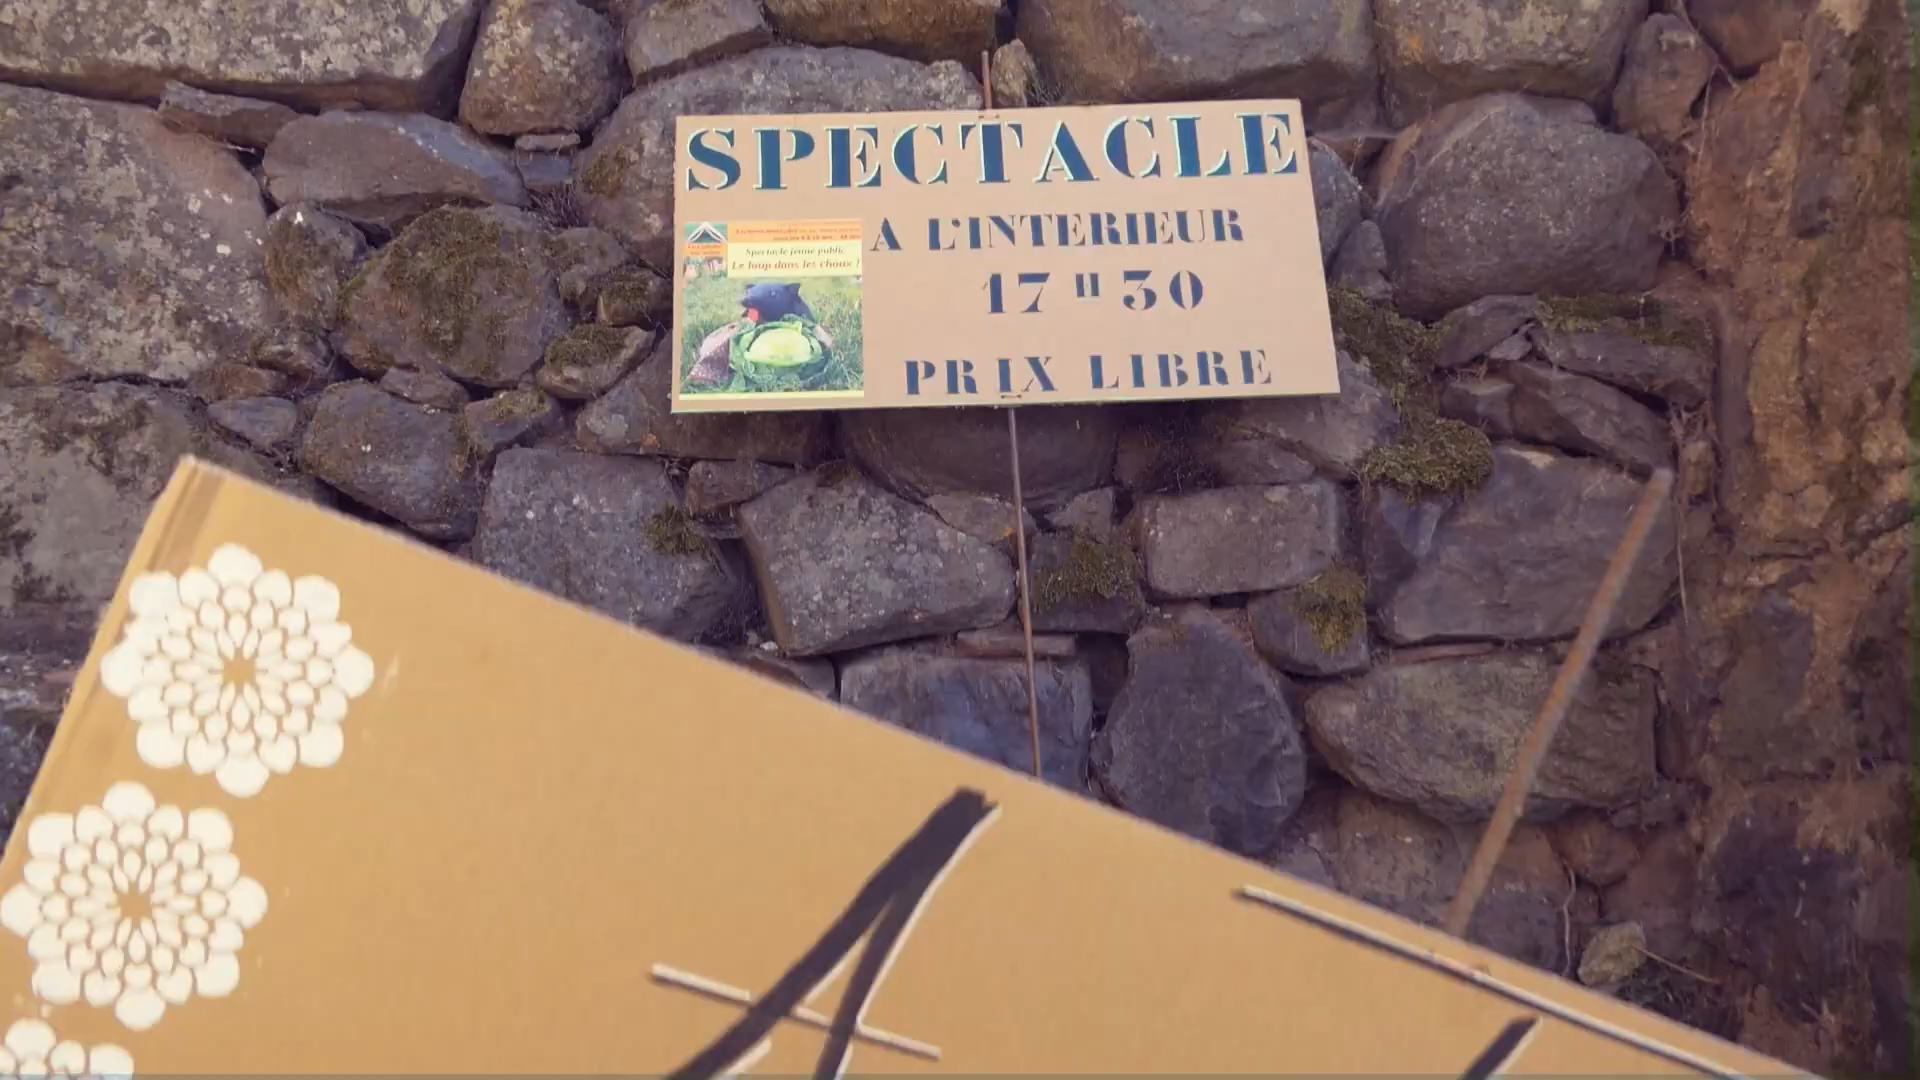 SPECTACLE
Spectacle jeune public
Le loup dans les choux !
A L'INTERIEUR
17 H 30
PRIX LIBRE
A